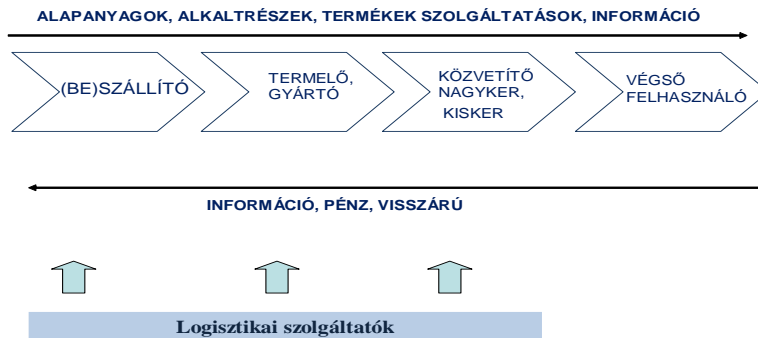 ALAPANYAGOK, ALKALTRÉSZEK, TERMÉKEK SZOLGÁLTATÁSOK, INFORMÁCIÓ
(BE)SZÁLLÍTÓ
TERMELŐ,
GYÁRTÓ
KÖZVETÍTŐ
NAGYKER,
KISKER
VÉGSŐ
FELHASZNÁLÓ
INFORMÁCIÓ, PÉNZ, VISSZÁRÚ
Logisztikai szolgáltatók